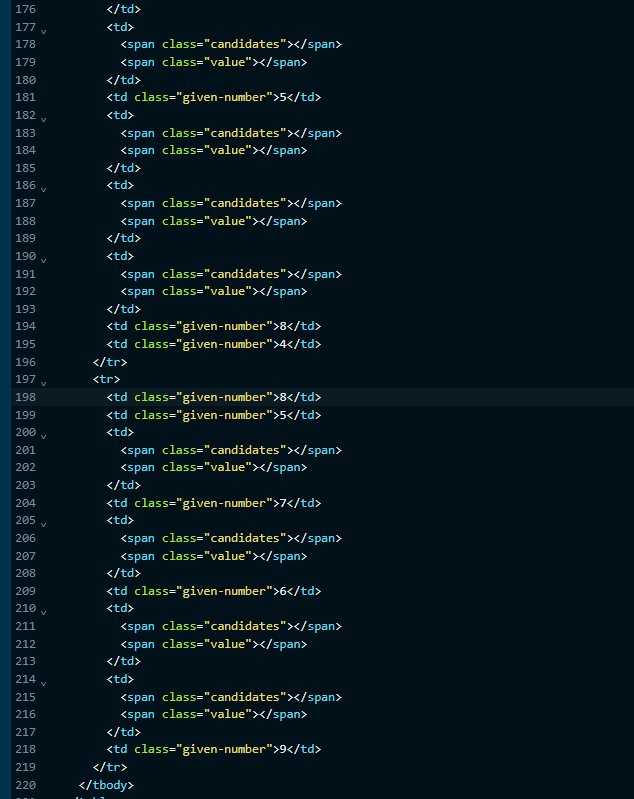 176 </td>
177 <td>
178 <span class="candidates"></span>
179 <span class="value"></span>
180 </td>
181 <td class="given-number">5</td>
182 <td>
183 <span class="candidates"></span>
184 <span class="value"></span>
185 </td>
186 <td>
187 <span class="candidates"></span>
188 <span class="value"></span>
189 </td>
190 <td>
191 <span class="candidates"></span>
192 <span class="value"></span>
193 </td>
194 <td class="given-number">8</td>
195 <td class="given-number">4</td>
196 </tr>
197 <tr>
198 <td class="given-number">8</td>
199 <td class="given-number">5</td>
200 <td>
201 <span class="candidates"></span>
202 <span class="value"></span>
203 </td>
204 <td class="given-number">7</td>
205 <td>
206 <span class="candidates"></span>
207 <span class="value"></span>
208 </td>
209 <td class="given-number">6</td>
210 <td>
211 <span class="candidates"></span>
212 <span class="value"></span>
213 </td>
214 <td>
215 <span class="candidates"></span>
216 <span class="value"></span>
217 </td>
218 <td class="given-number">9</td>
219 </tr>
220 </tbody>